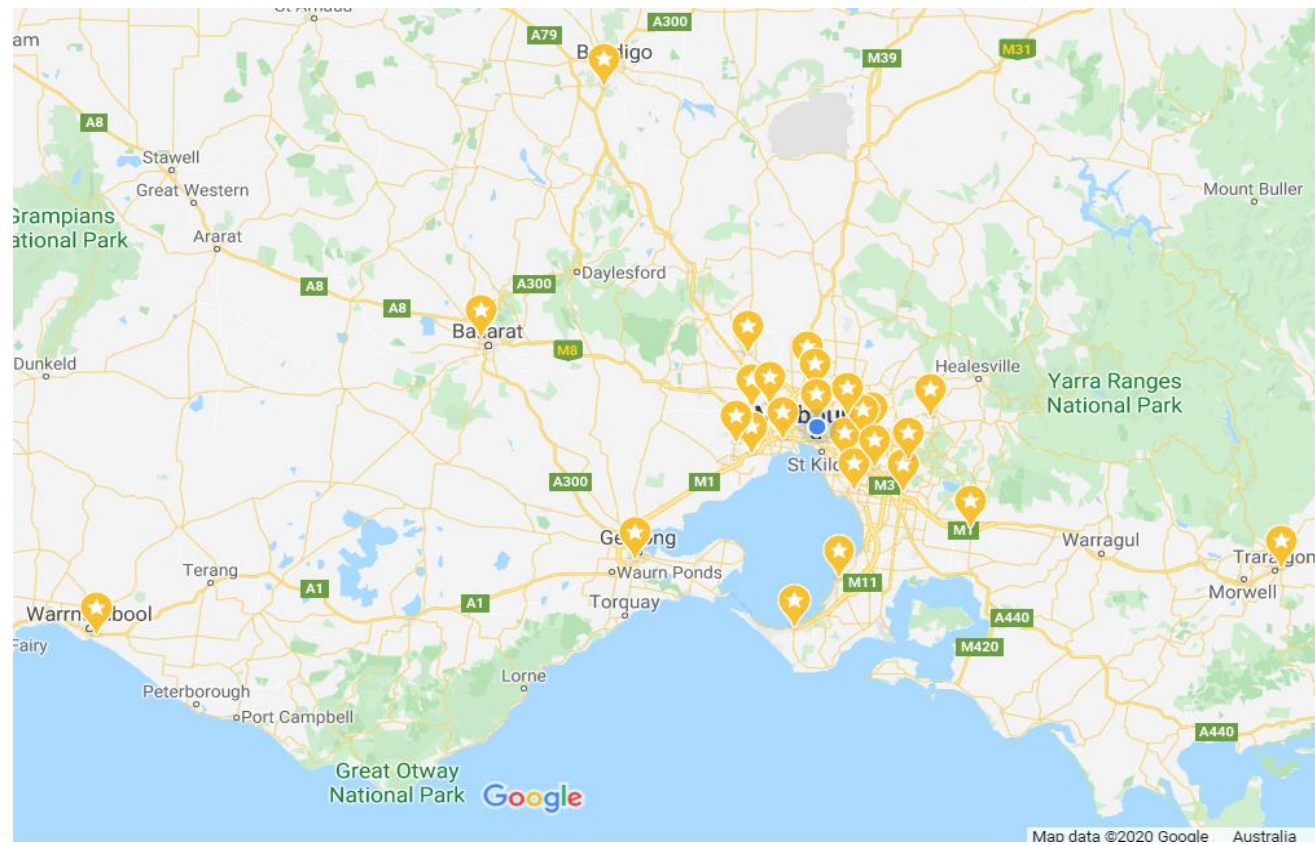 A300
A79
M39
M31
A8
Stawell
Great Western
Mount Buller
Grampians
National Park
Ararat
Daylesford
A8
A300
A8
M8
Dunkeld
Healesville
Yarra Ranges
National Park
St Kil
M3
A300
M1
M1
Warragul
Waurn Ponds
Terang
A1
A1
Torquay
M11
Morwell
A440
M420
Fairy
Lorne
Peterborough
Port Campbell
A440
Great Otway
National Park
Google
Map data ©2020 Google Australia